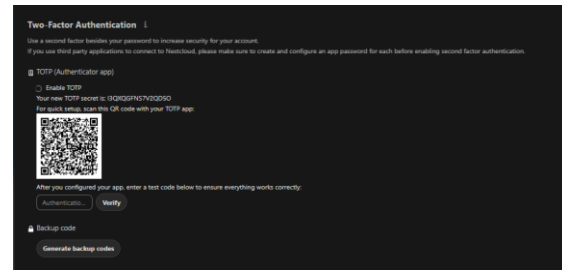 Two-Factor Authentication
Use a second factor besides your password to increase security for your account.
If you use third party applications to connect to Nextcloud, please make sure to create and configure an app password for each before enabling second factor authentication.
TOTP (Authenticator app)
Enable TOTP
Your new TOTP secret is:
For quick setup, scan this QR code with your TOTP app:
After you configured your app, enter a test code below to ensure everything works correctly:
Authenticatio... Verify
Backup code
Generate backup codes